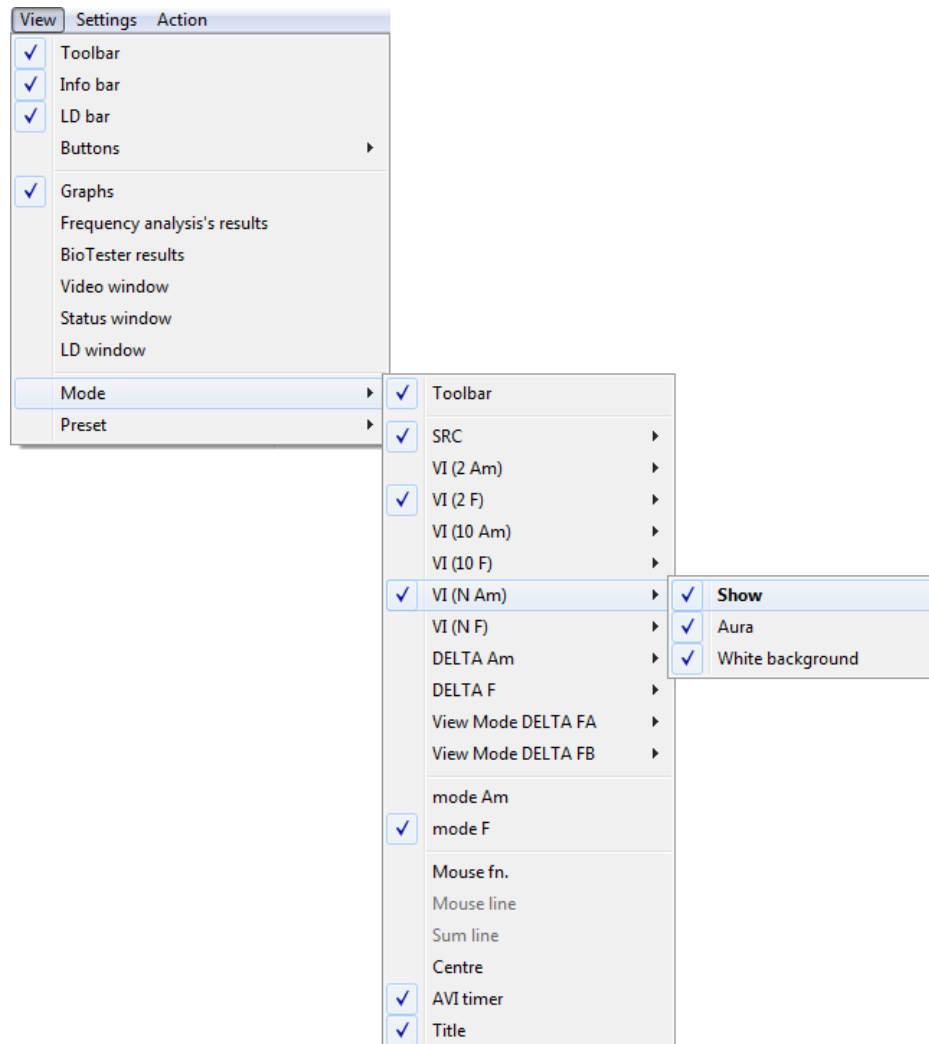 View Settings Action
Toolbar
Info bar
LD bar
Buttons
Graphs
Frequency analysis's results
BioTester results
Video window
Status window
LD window
Mode
Preset
Toolbar
SRC
VI (2 Am)
VI (2 F)
VI (10 Am)
VI (10 F)
VI (N Am)
VI (N F)
DELTA Am
DELTA F
View Mode DELTA FA
View Mode DELTA FB
mode Am
mode F
Mouse fn.
Mouse line
Sum line
Centre
AVI timer
Title
Show
Aura
White background